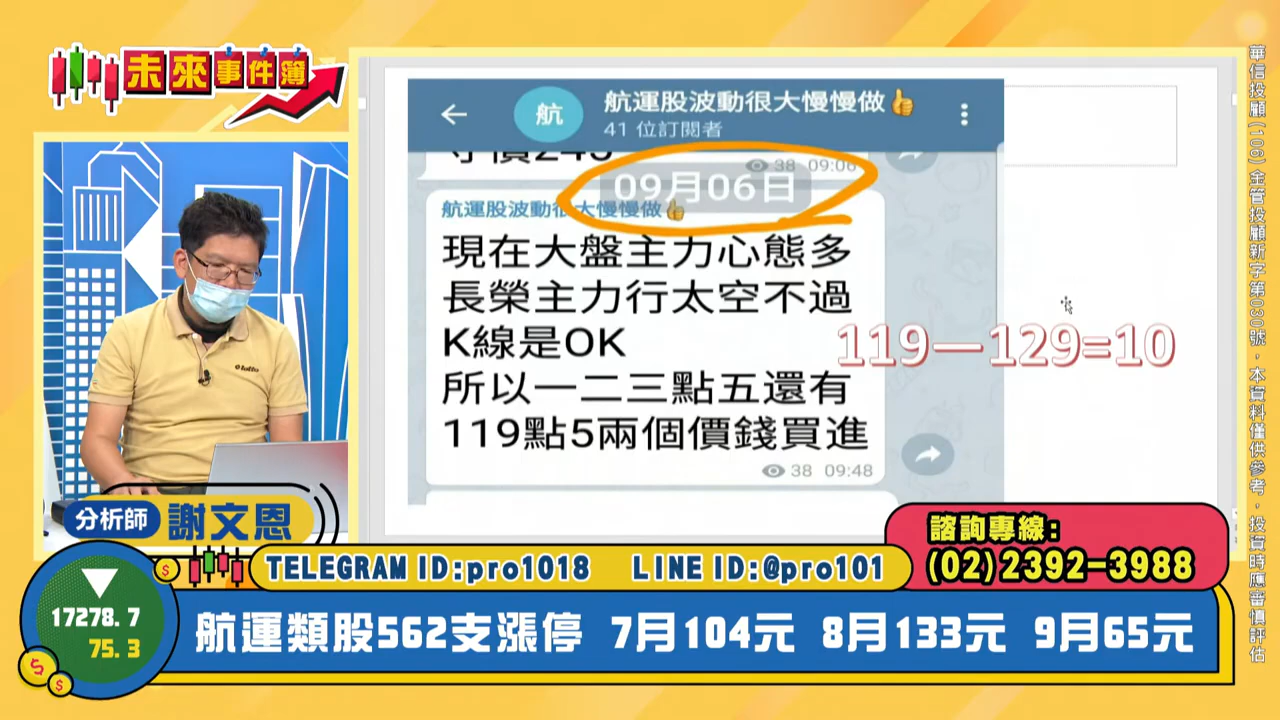 未來事件簿
航
航運股波動很大慢慢做👍
41 位訂閱者
38 09:06
09月06日
航運股波動很大慢慢做👍
現在大盤主力心態多
長榮主力行太空不過
K線是OK
所以一二三點五還有
119點5兩個價錢買進
38 09:48
119—129=10
分析師 謝文恩
諮詢專線:
(02)2392-3988
TELEGRAM ID:pro1018 LINE ID:@pro101
17278.7
75.3
航運類股562支漲停 7月104元 8月133元 9月65元
華信投顧(106)金管投顧新字第030號，本資料僅供參考，投資時應審慎評估